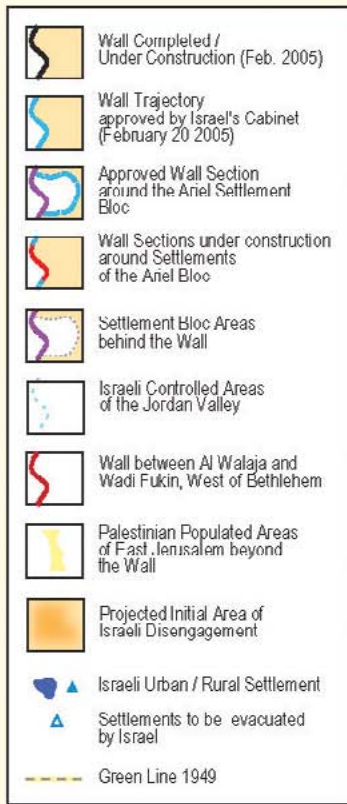 Wall Completed /
Under Construction (Feb. 2005)
Wall Trajectory
approved by Israel's Cabinet
(February 20 2005)
Approved Wall Section
around the Ariel Settlement
Bloc
Wall Sections under construction
around Settlements
of the Ariel Bloc
Settlement Bloc Areas
behind the Wall
Israeli Controlled Areas
of the Jordan Valley
Wall between Al Walaja and
Wadi Fukin, West of Bethlehem
Palestinian Populated Areas
of East Jerusalem beyond
the Wall
Projected Initial Area of
Israeli Disengagement
Israeli Urban / Rural Settlement
Settlements to be evacuated
by Israel
Green Line 1949